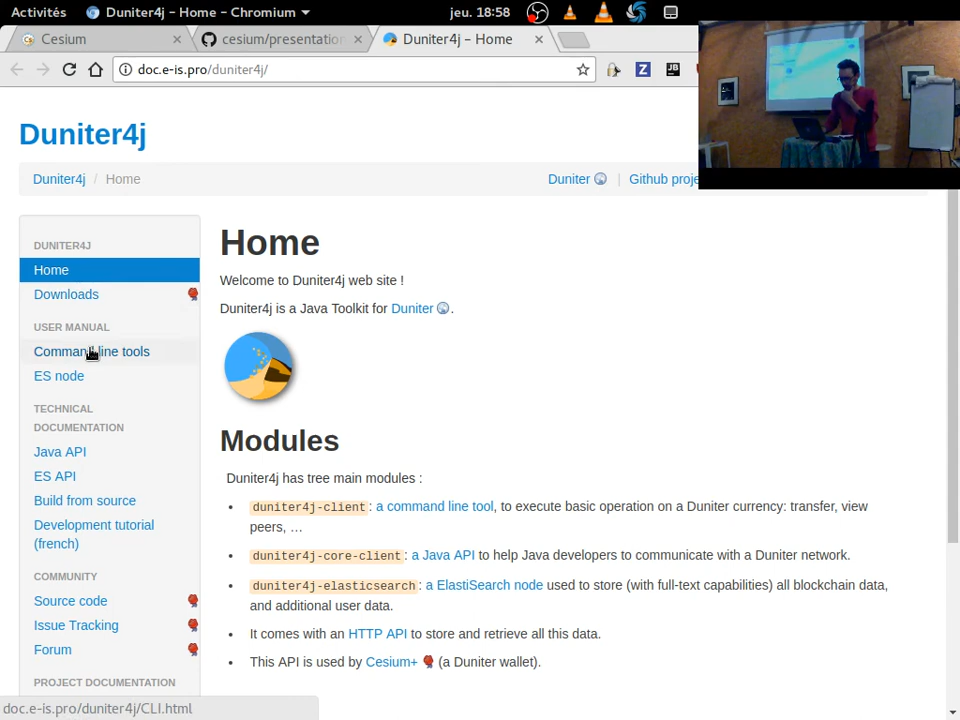 Activités
Duniter4j – Home - Chromium
jeu. 18:58
Cesium
cesium/presentation
Duniter4j – Home
doc.e-is.pro/duniter4j/
Z
JB
Duniter4j
Duniter4j / Home
Duniter | Github proje
DUNITER4J
Home
Downloads
USER MANUAL
Command line tools
ES node
TECHNICAL
DOCUMENTATION
Java API
ES API
Build from source
Development tutorial
(french)
COMMUNITY
Source code
Issue Tracking
Forum
PROJECT DOCUMENTATION
Home
Welcome to Duniter4j web site !
Duniter4j is a Java Toolkit for Duniter .
Modules
Duniter4j has tree main modules :
• duniter4j-client: a command line tool, to execute basic operation on a Duniter currency: transfer, view
peers, …
• duniter4j-core-client: a Java API to help Java developers to communicate with a Duniter network.
• duniter4j-elasticsearch: a ElastiSearch node used to store (with full-text capabilities) all blockchain data,
and additional user data.
• It comes with an HTTP API to store and retrieve all this data.
• This API is used by Cesium+ (a Duniter wallet).
doc.e-is.pro/duniter4j/CLI.html